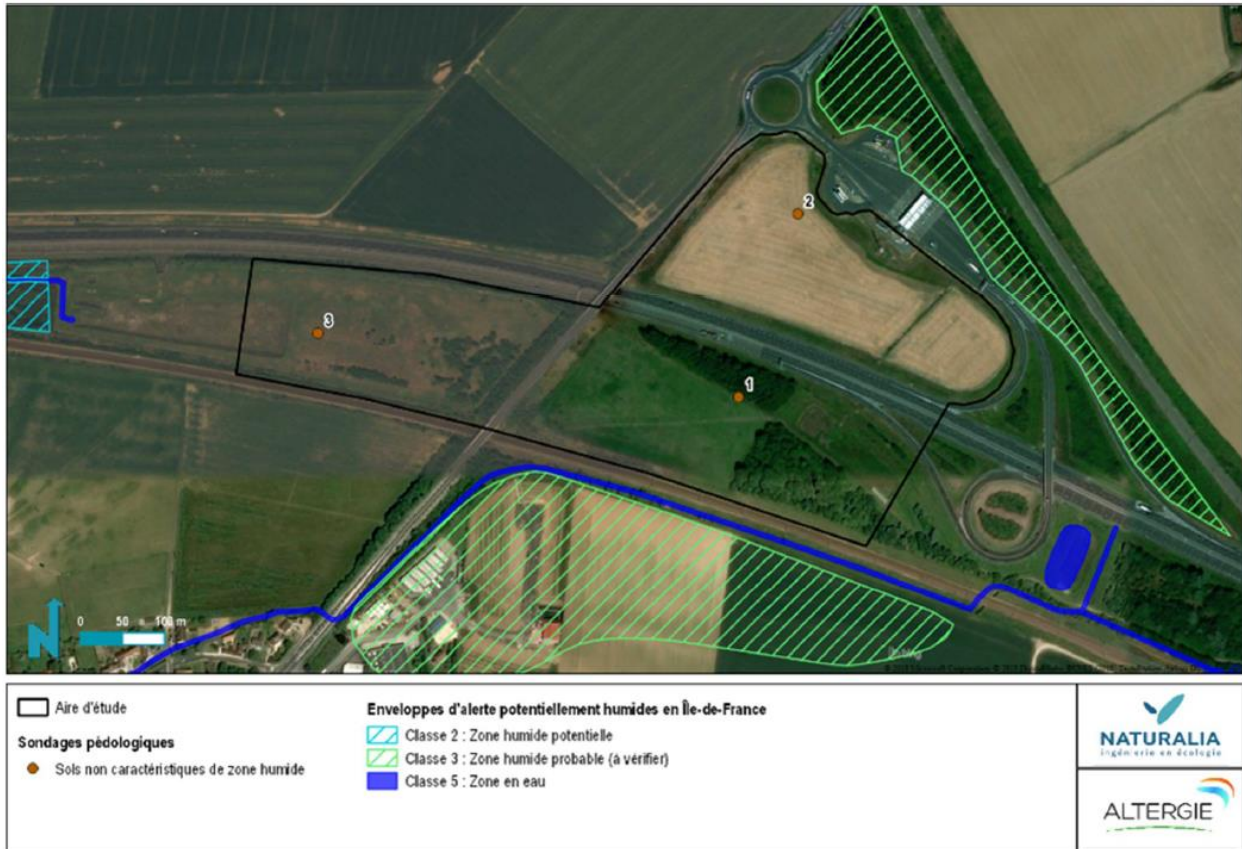 2
3
1
N
0 50 100 m
Aire d'étude
Sondages pédologiques
Sols non caractéristiques de zone humide
Enveloppes d'alerte potentiellement humides en Île-de-France
Classe 2 : Zone humide potentielle
Classe 3 : Zone humide probable (à vérifier)
Classe 5 : Zone en eau
NATURALIA
ingénierie en écologie
ALTERGIE